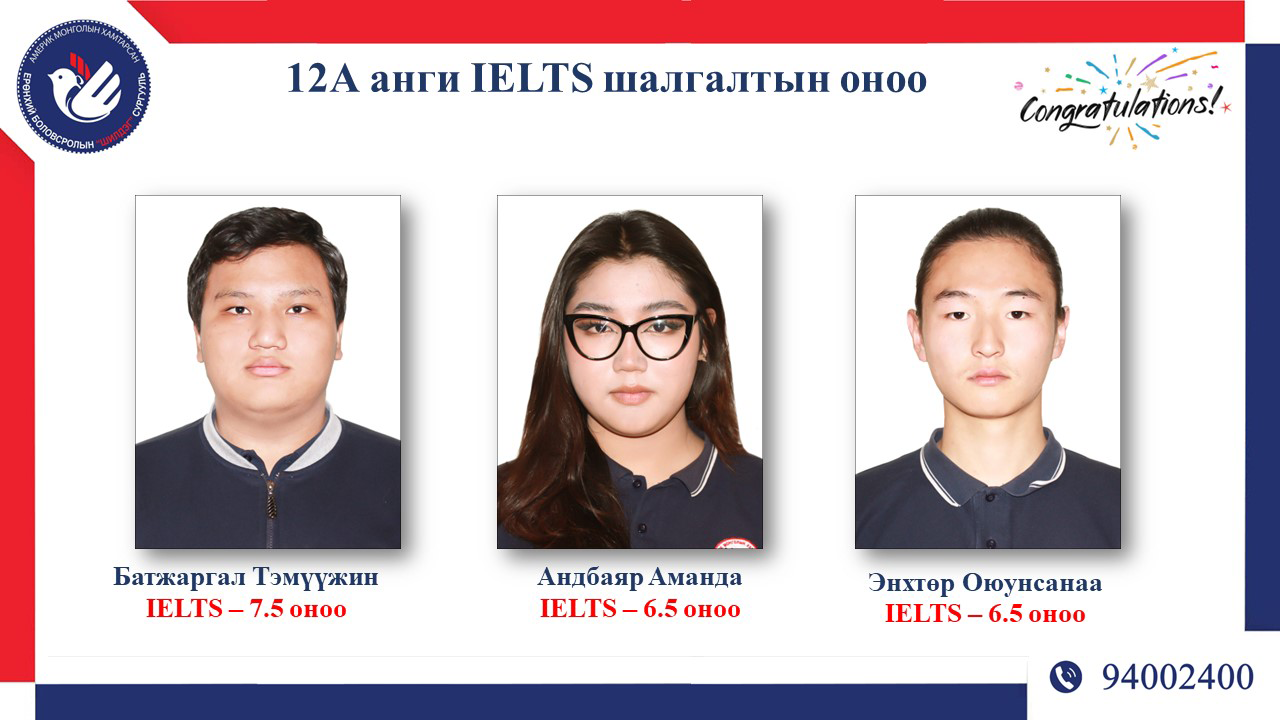 АМЕРИК МОНГОЛЫН ХАМТАРСАН
ЕРӨНХИЙ БОЛОВСРОЛЫН "ШИЛДЭГ" СУРГУУЛЬ
12А анги IELTS шалгалтын оноо
Congratulations!
Батжаргал Тэмүүжин
IELTS – 7.5 оноо
Андбаяр Аманда
IELTS – 6.5 оноо
Энхтөр Оюунсанаа
IELTS – 6.5 оноо
94002400